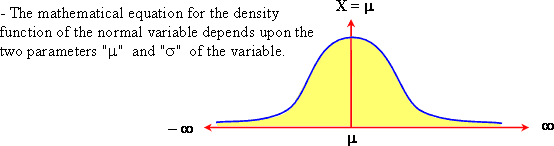 - The mathematical equation for the density
function of the normal variable depends upon the
two parameters "μ" and "σ" of the variable.
X = μ
– ∞
∞
μ